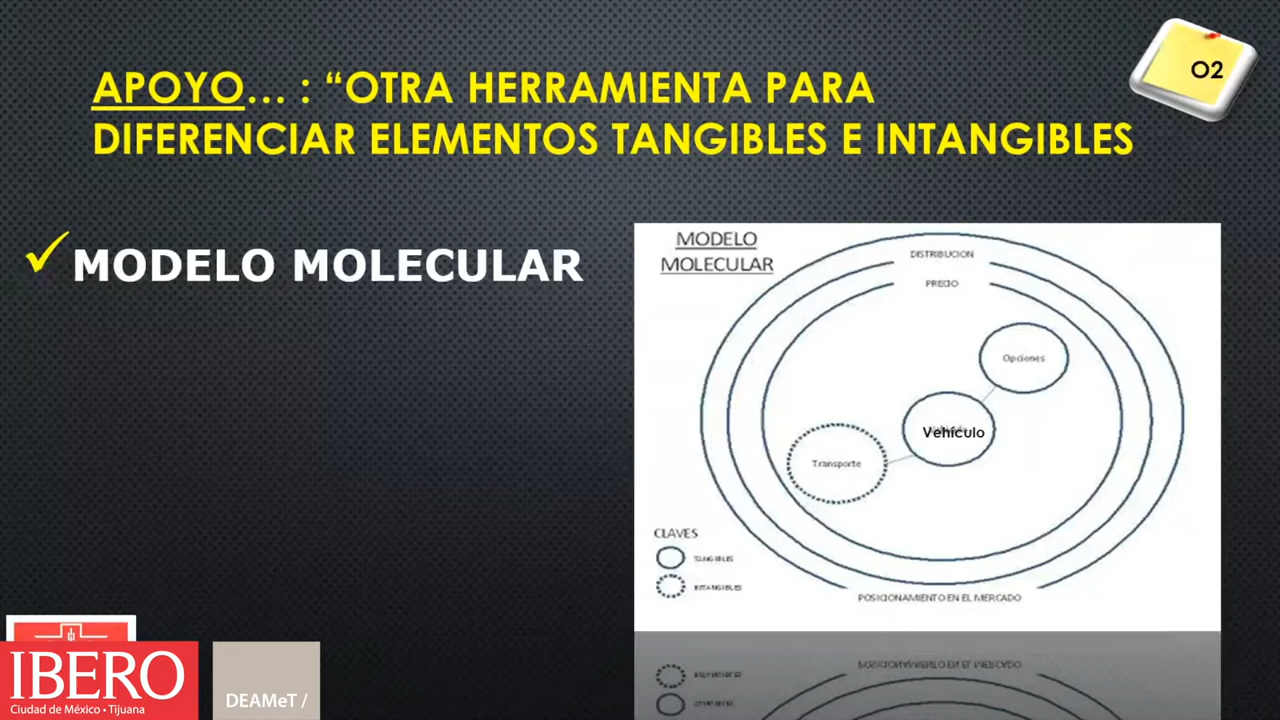 APOYO... : “OTRA HERRAMIENTA PARA
DIFERENCIAR ELEMENTOS TANGIBLES E INTANGIBLES
O2
MODELO MOLECULAR
MODELO
MOLECULAR
DISTRIBUCION
PRECIO
Opciones
Vehículo
Transporte
CLAVES
TANGIBLES
INTANGIBLES
POSICIONAMIENTO EN EL MERCADO
IBERO
Ciudad de México • Tijuana
DEAMeT /